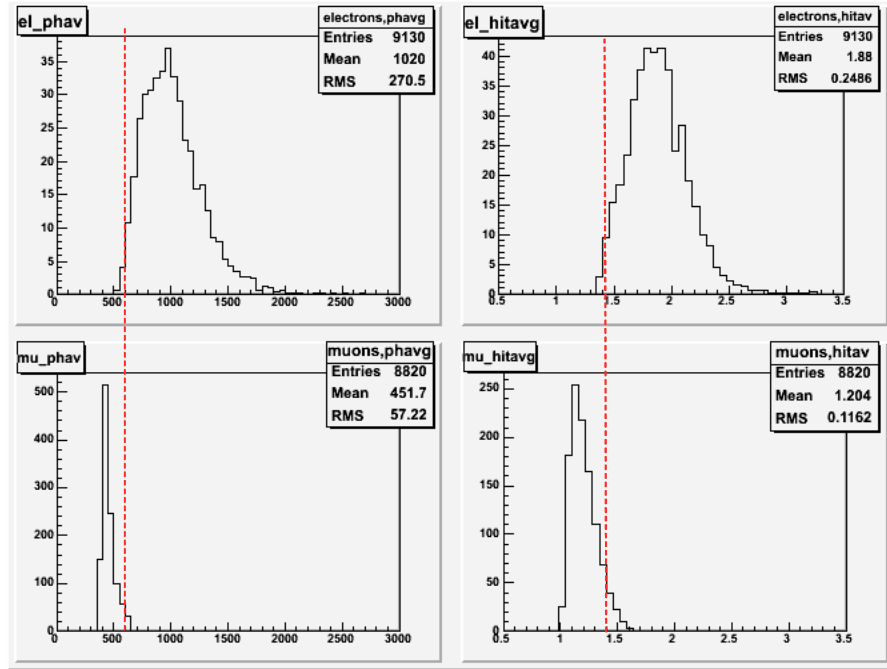 el_phav
electrons,phavg
Entries 9130
Mean 1020
RMS 270.5
35
30
25
20
15
10
5
0
0 500 1000 1500 2000 2500 3000
el_hitavg
electrons,hitav
Entries 9130
Mean 1.88
RMS 0.2486
40
35
30
25
20
15
10
5
0
0.5 1 1.5 2 2.5 3 3.5
mu_phav
muons,phavg
Entries 8820
Mean 451.7
RMS 57.22
500
400
300
200
100
0
0 500 1000 1500 2000 2500 3000
mu_hitavg
muons,hitav
Entries 8820
Mean 1.204
RMS 0.1162
250
200
150
100
50
0
0.5 1 1.5 2 2.5 3 3.5